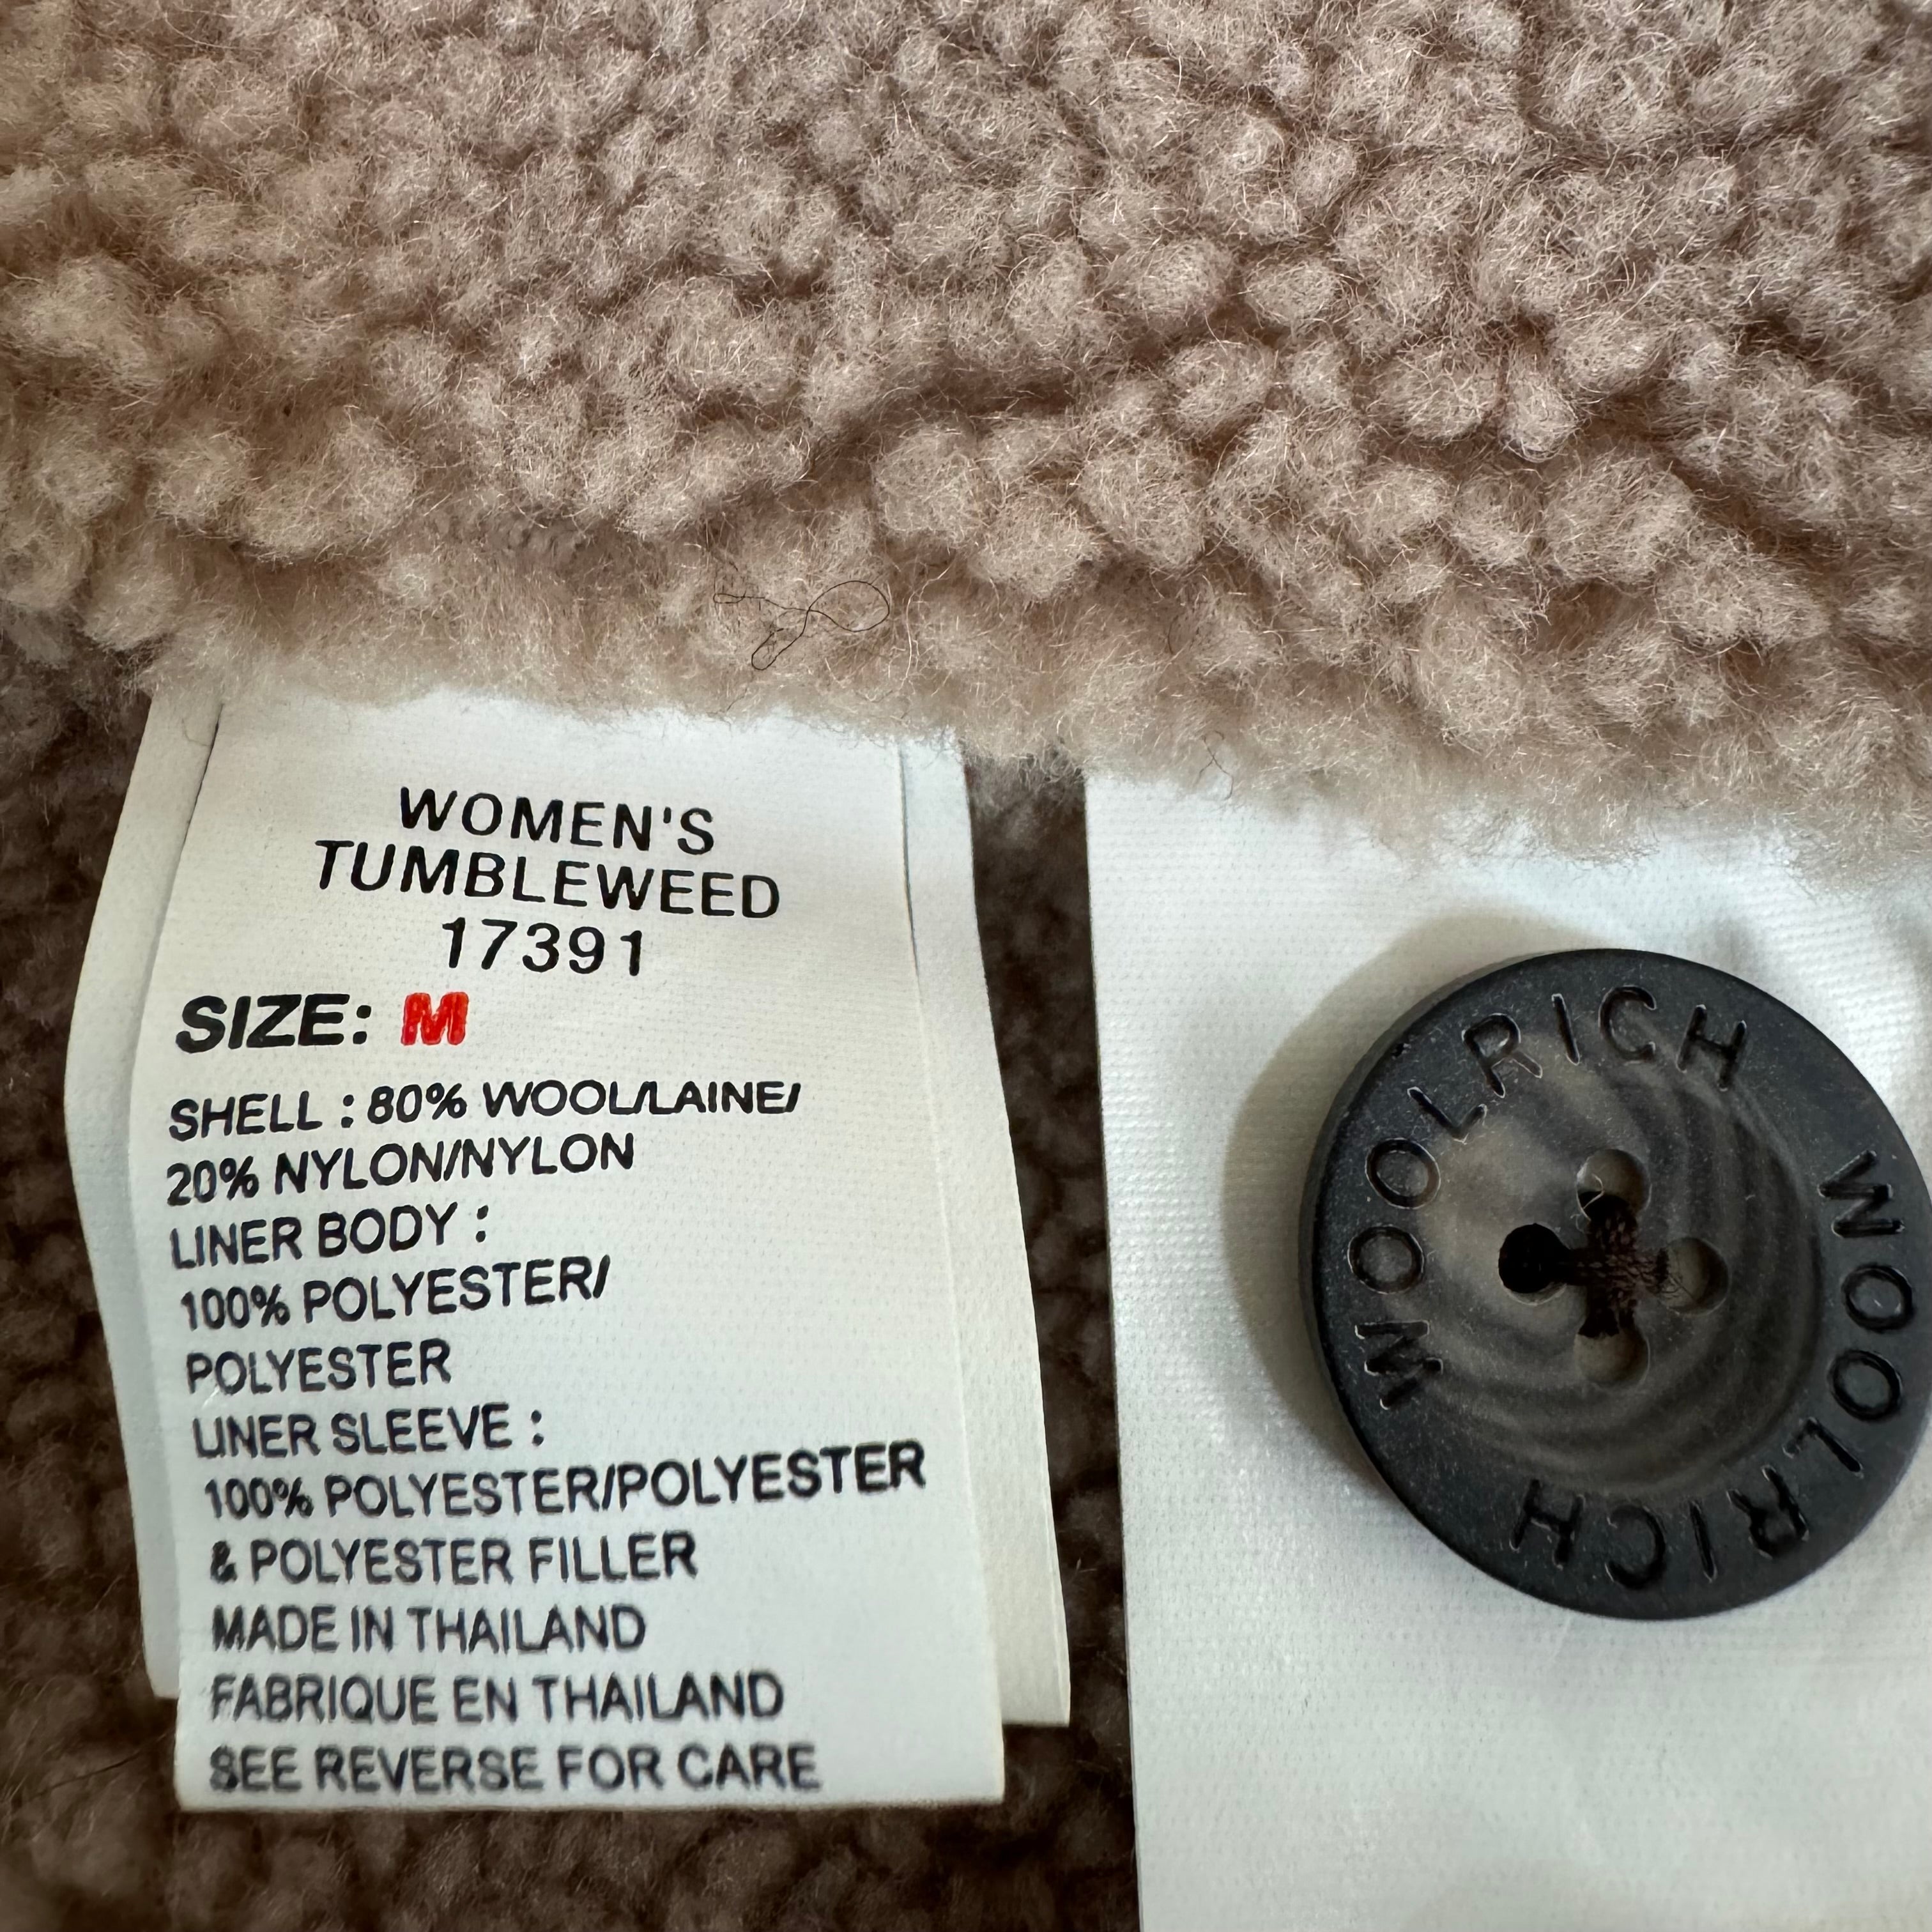 WOMEN'S
TUMBLEWEED
17391
SIZE: M
SHELL : 80% WOOL/LAINE/
20% NYLON/NYLON
LINER BODY :
100% POLYESTER/
POLYESTER
LINER SLEEVE :
100% POLYESTER/POLYESTER
& POLYESTER FILLER
MADE IN THAILAND
FABRIQUE EN THAILAND
SEE REVERSE FOR CARE
WOOLRICH
WOOLRICH